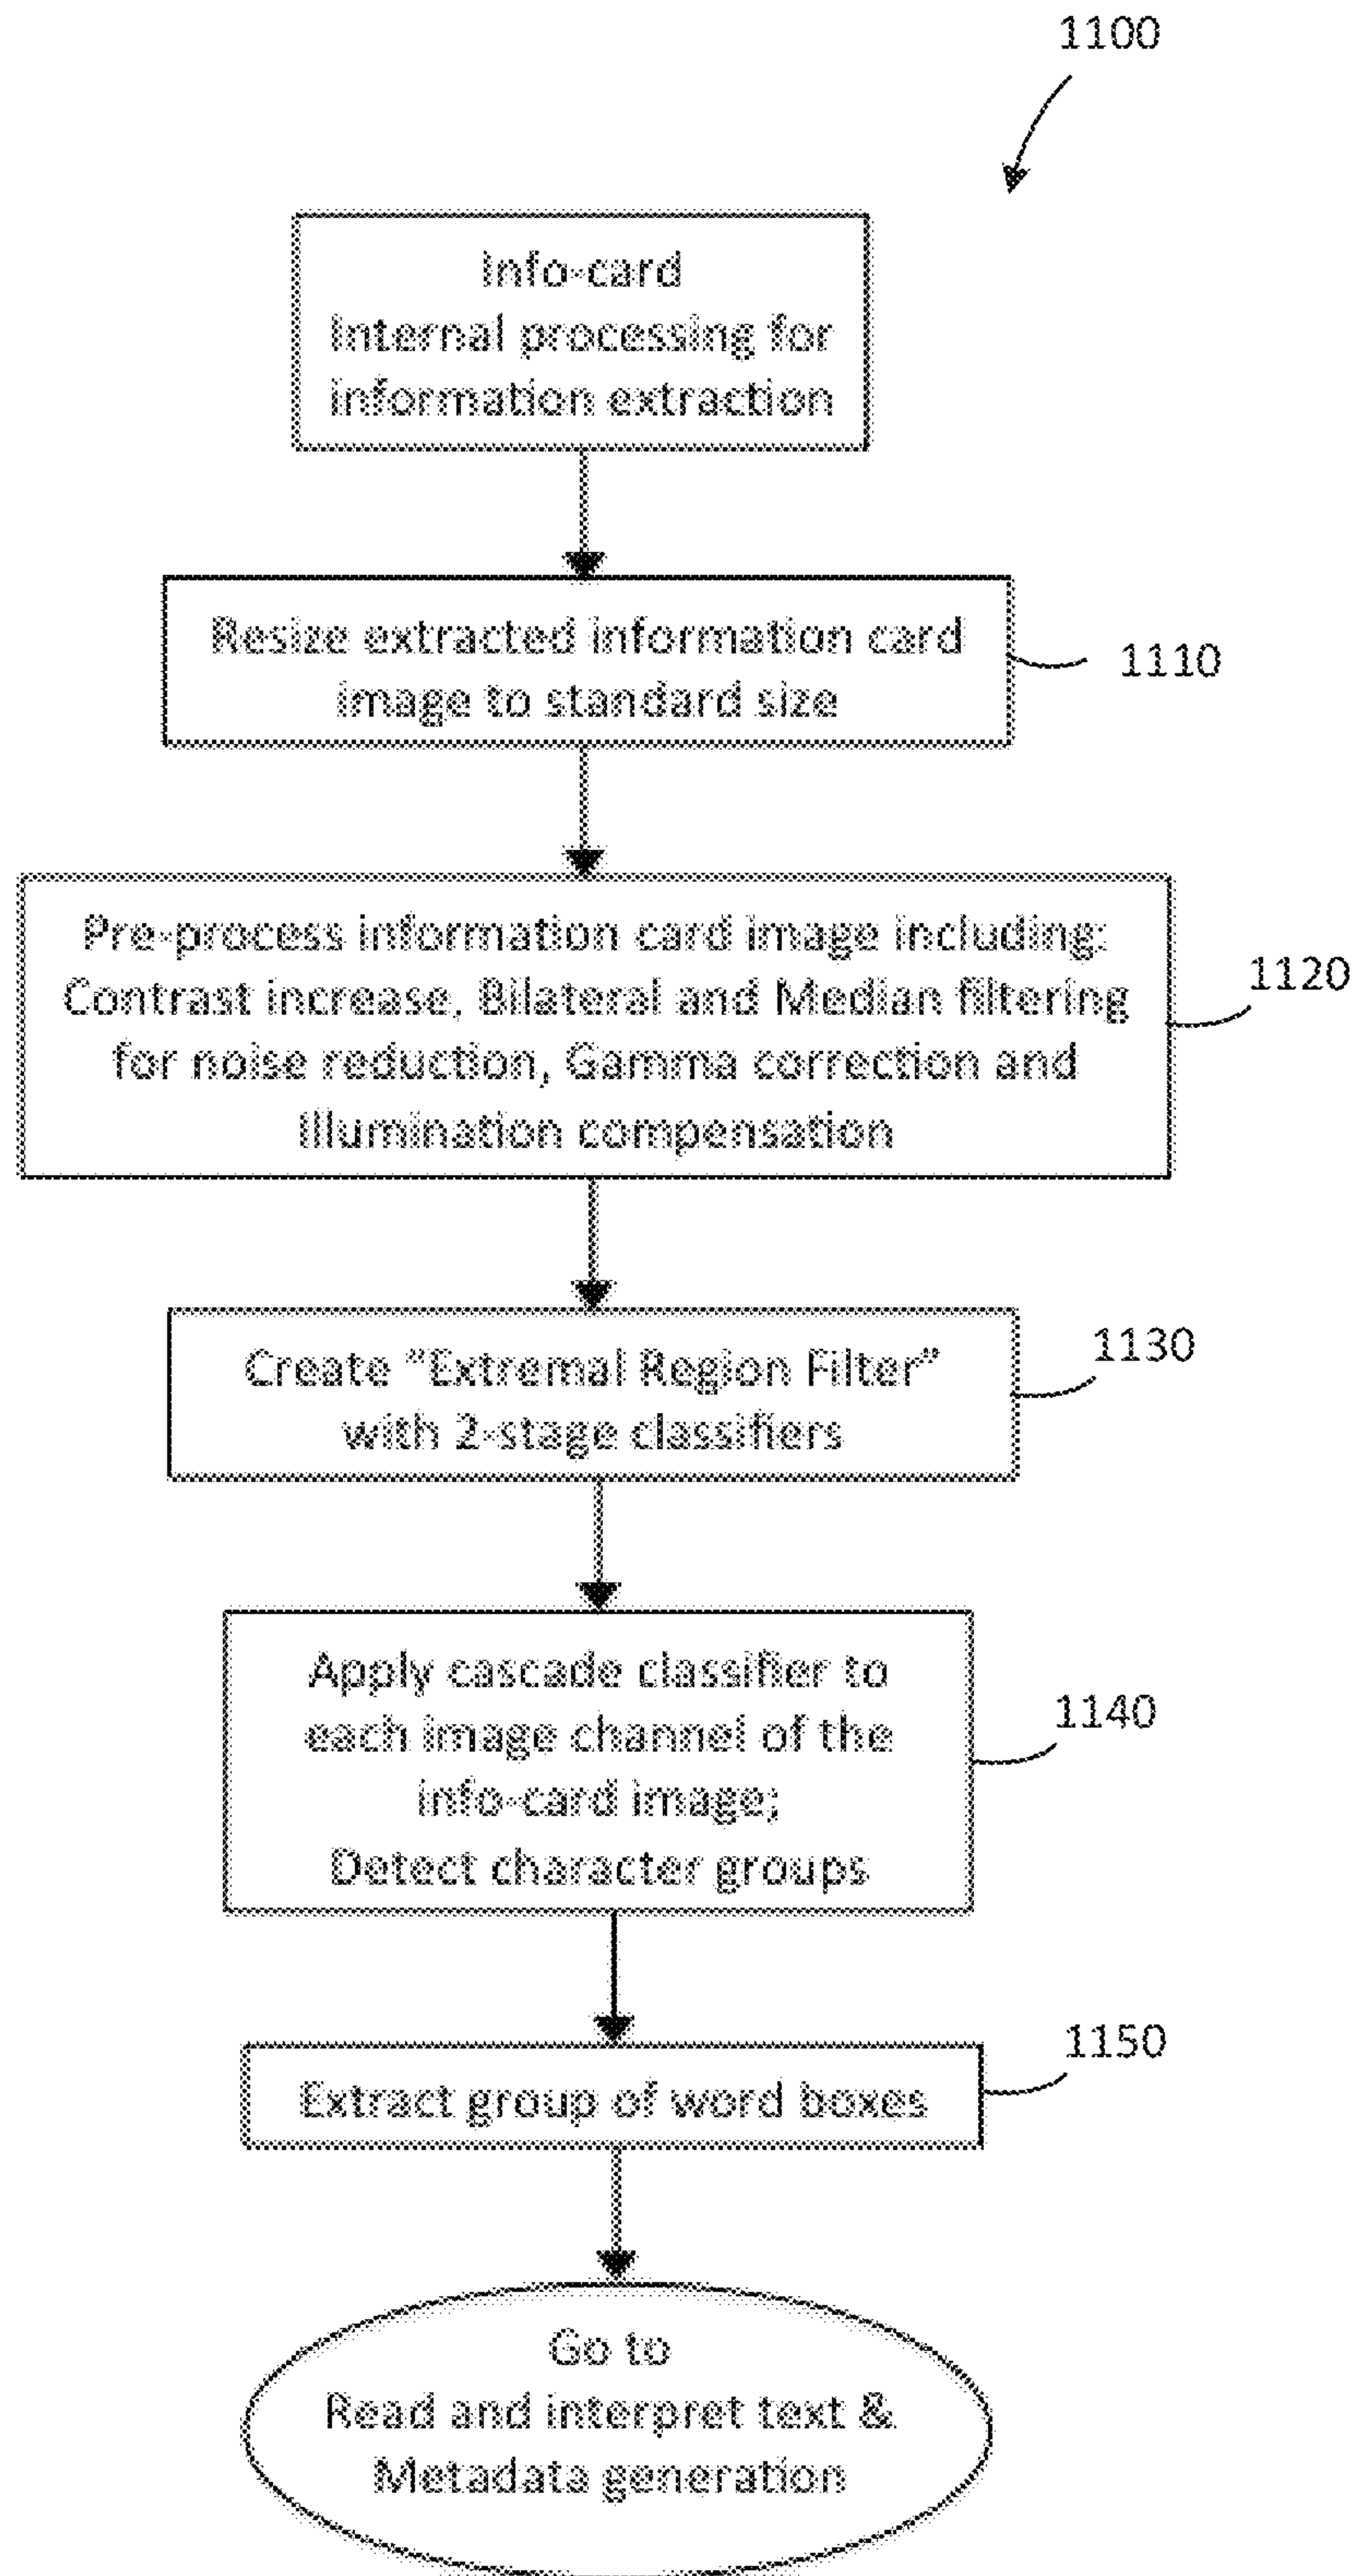 1100
Info-card
Internal processing for
information extraction
Resize extracted information card
image to standard size
1110
Pre-process information card image including:
Contrast increase, Bilateral and Median filtering
for noise reduction, Gamma correction and
Illumination compensation
1120
Create "Extremal Region Filter"
with 2-stage classifiers
1130
Apply cascade classifier to
each image channel of the
info-card image;
Detect character groups
1140
Extract group of word boxes
1150
Go to
Read and interpret text &
Metadata generation